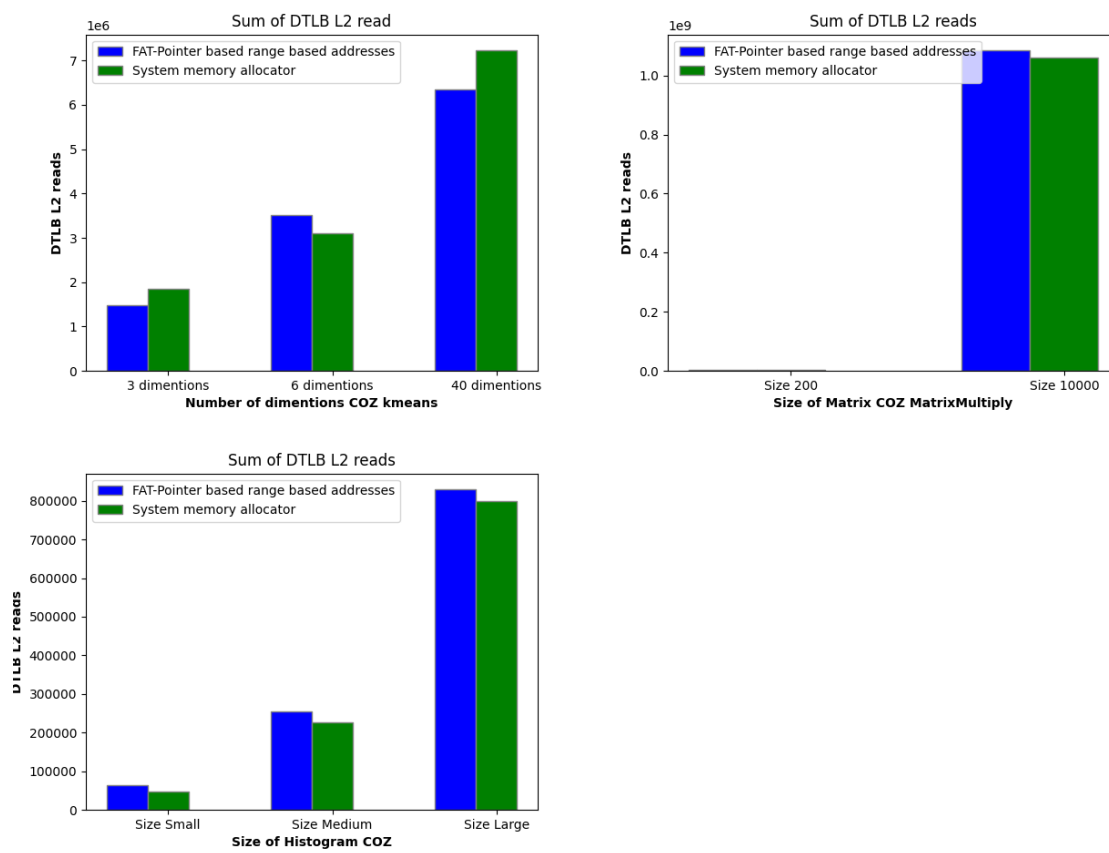 Sum of DTLB L2 read
1e6
FAT-Pointer based range based addresses
System memory allocator
7
6
5
4
3
2
1
0
DTLB L2 reads
3 dimentions
6 dimentions
40 dimentions
Number of dimentions COZ kmeans
Sum of DTLB L2 reads
1e9
FAT-Pointer based range based addresses
System memory allocator
1.0
0.8
0.6
0.4
0.2
0.0
DTLB L2 reads
Size 200
Size 10000
Size of Matrix COZ MatrixMultiply
Sum of DTLB L2 reads
FAT-Pointer based range based addresses
System memory allocator
800000
700000
600000
500000
400000
300000
200000
100000
0
DTLB L2 reads
Size Small
Size Medium
Size Large
Size of Histogram COZ